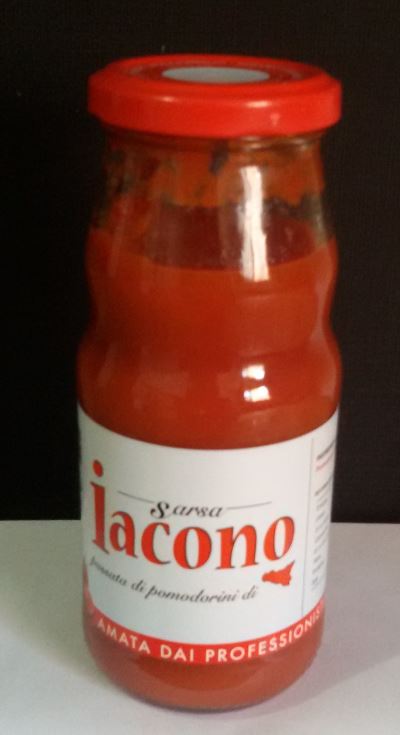 Sarsa
iacono
passata di pomodorini di
AMATA DAI PROFESSIONIS